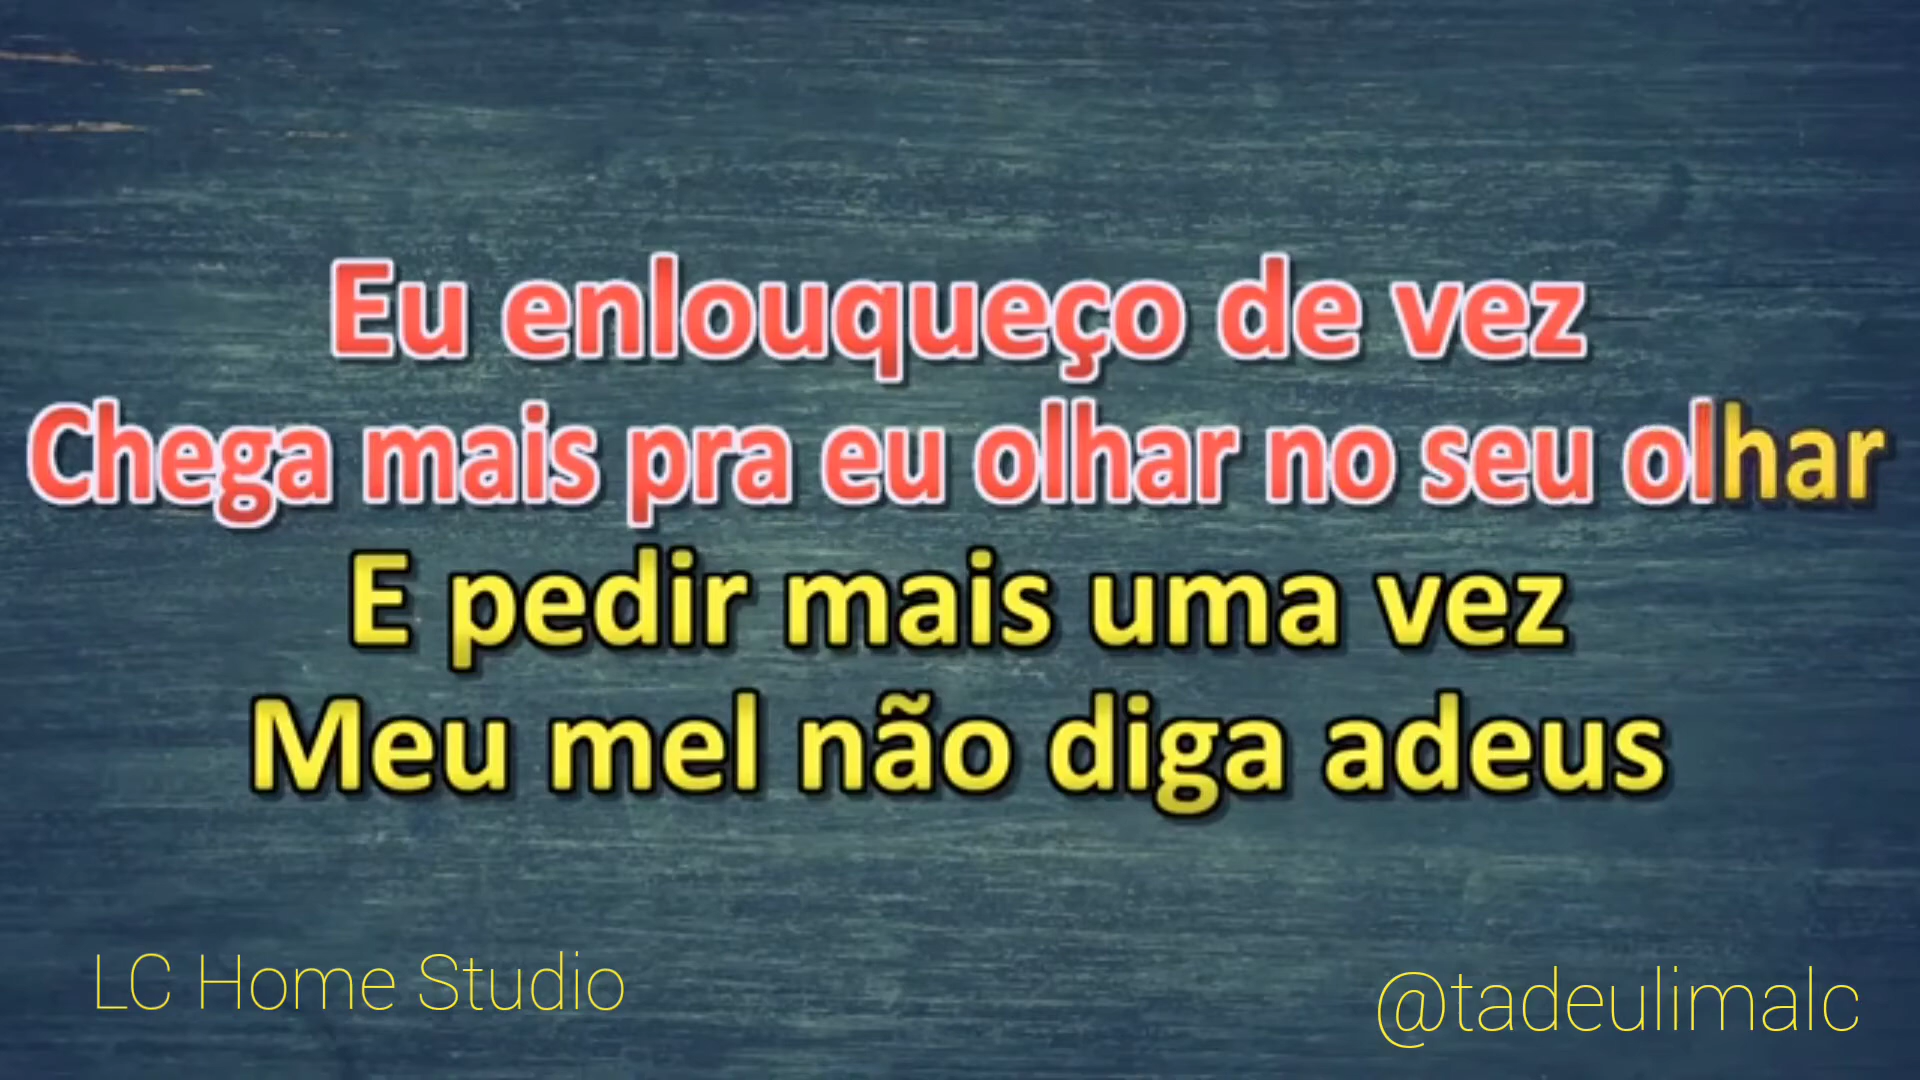 Eu enlouqueço de vez
Chega mais pra eu olhar no seu olhar
E pedir mais uma vez
Meu mel não diga adeus
LC Home Studio
@tadeulimalc